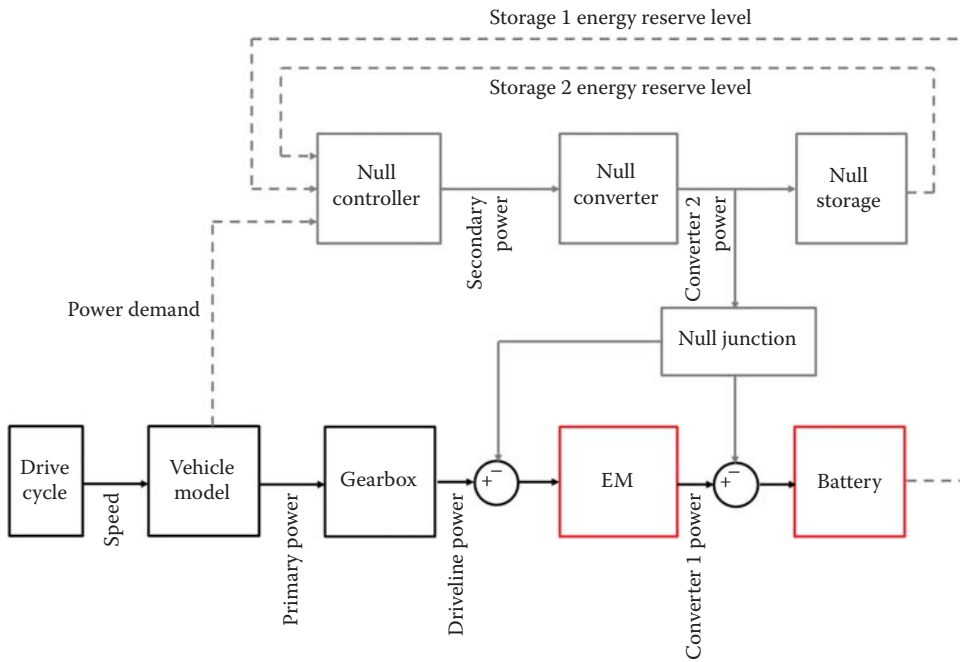 Storage 1 energy reserve level
Storage 2 energy reserve level
Null
controller
Null
converter
Null
storage
Secondary
power
Converter 2
power
Power demand
Null junction
Drive
cycle
Vehicle
model
Gearbox
+
−
EM
+
−
Battery
Speed
Primary power
Driveline power
Converter 1 power